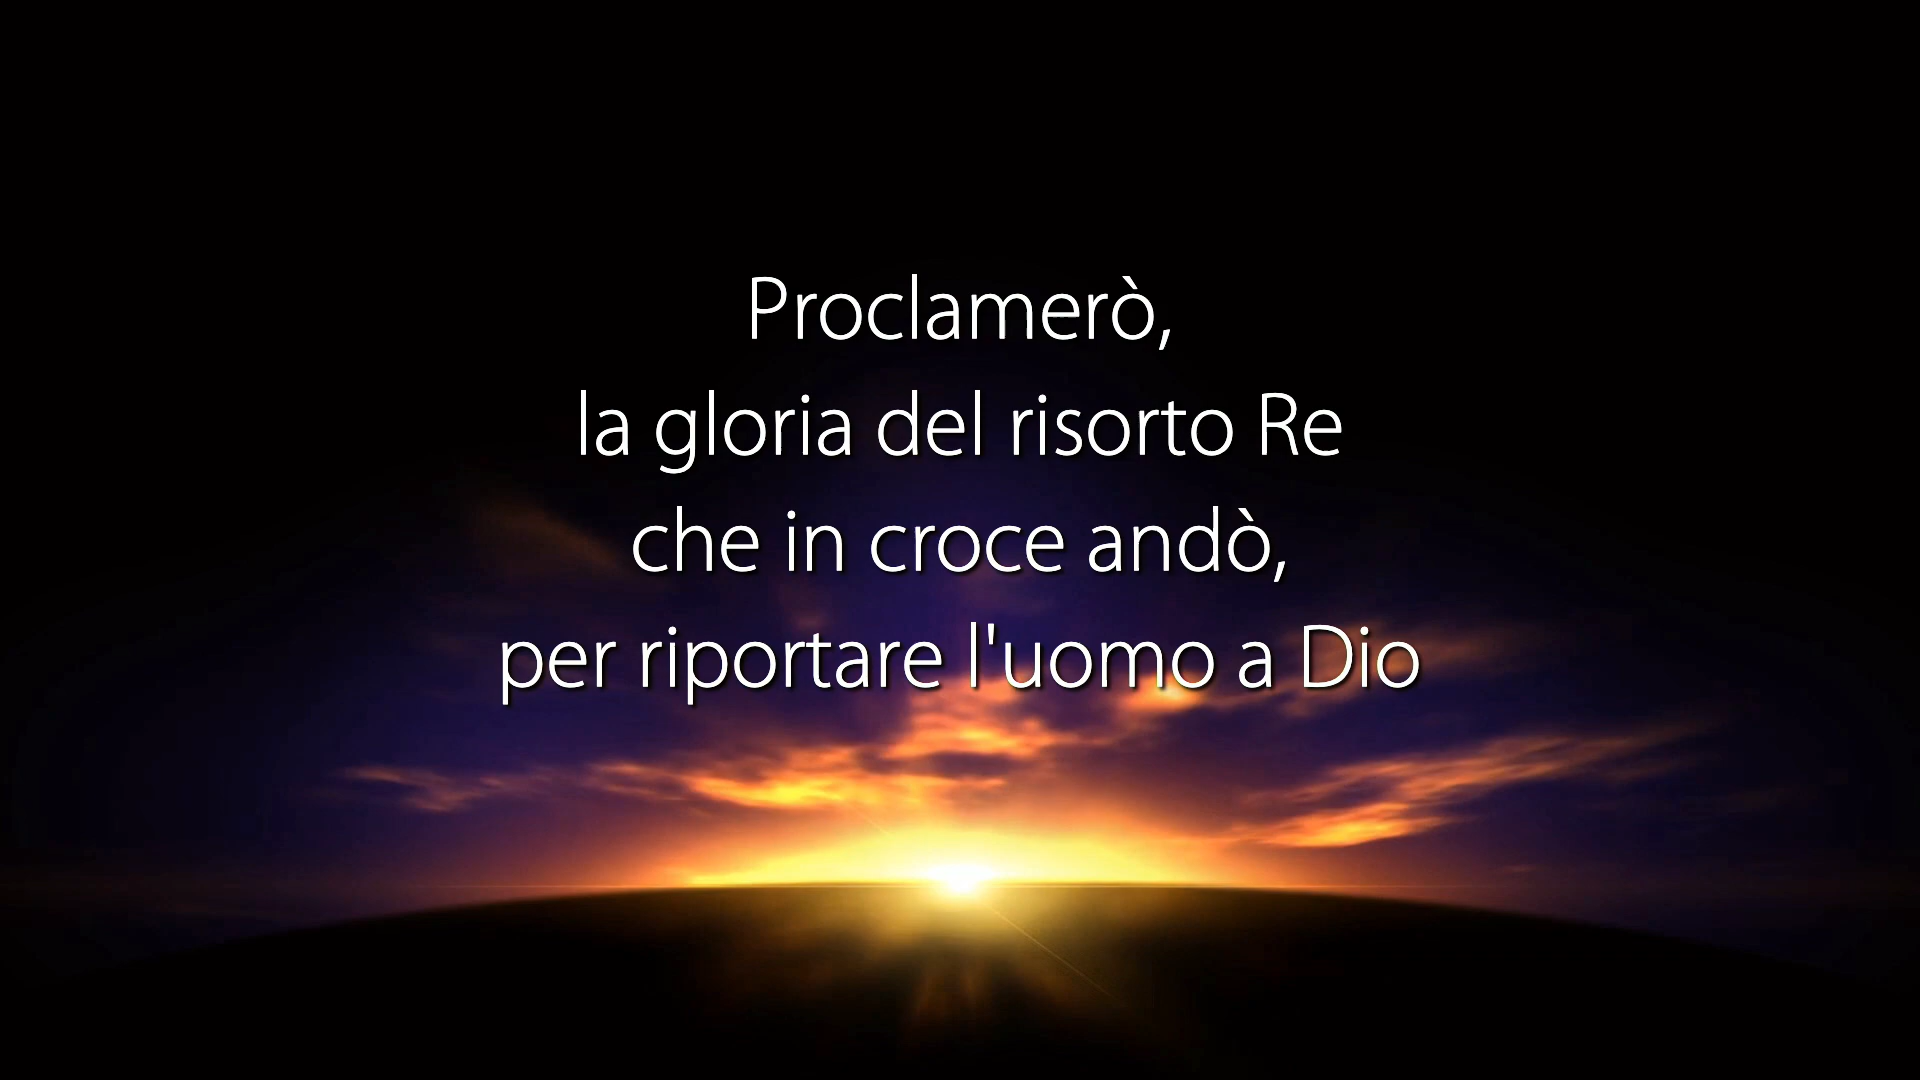 Proclamerò,
la gloria del risorto Re
che in croce andò,
per riportare l'uomo a Dio